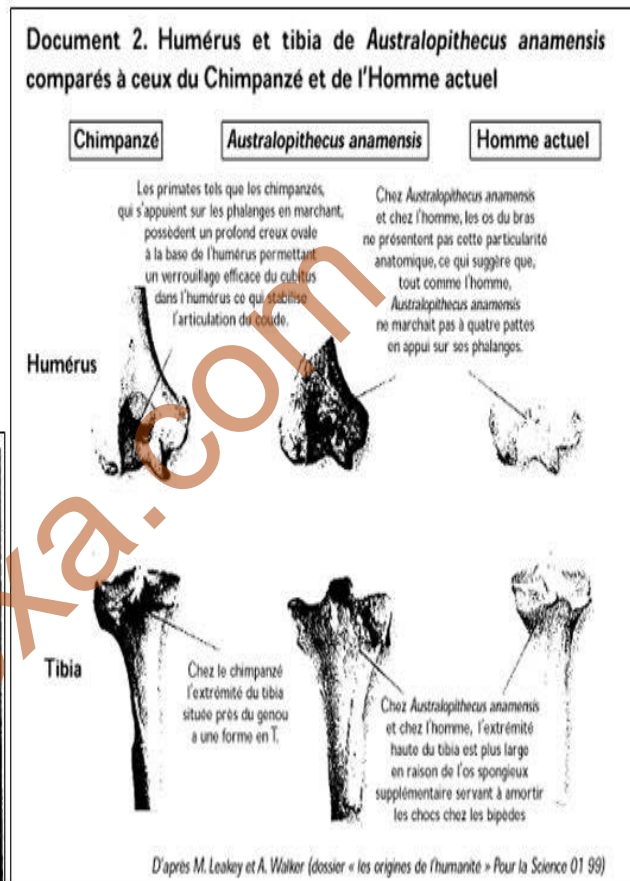 Document 2. Humérus et tibia de Australopithecus anamensis
comparés à ceux du Chimpanzé et de l'Homme actuel
Chimpanzé
Australopithecus anamensis
Homme actuel
Les primates tels que les chimpanzés,
qui s'appuient sur les phalanges en marchant,
possèdent un profond creux ovale
à la base de l'humérus permettant
un verrouillage efficace du cubitus
dans l'humérus ce qui stabilise
l'articulation du coude.
Chez Australopithecus anamensis
et chez l'homme, les os du bras
ne présentent pas cette particularité
anatomique, ce qui suggère que,
tout comme l'homme,
Australopithecus anamensis
ne marchait pas à quatre pattes
en appui sur ses phalanges.
Humérus
Tibia
Chez le chimpanzé
l'extrémité du tibia
située près du genou
a une forme en T.
Chez Australopithecus anamensis
et chez l'homme, l'extrémité
haute du tibia est plus large
en raison de l'os spongieux
supplémentaire servant à amortir
les chocs chez les bipèdes
D'après M. Leakey et A. Walker (dossier « les origines de l'humanité » Pour la Science 01 99)
xa.com